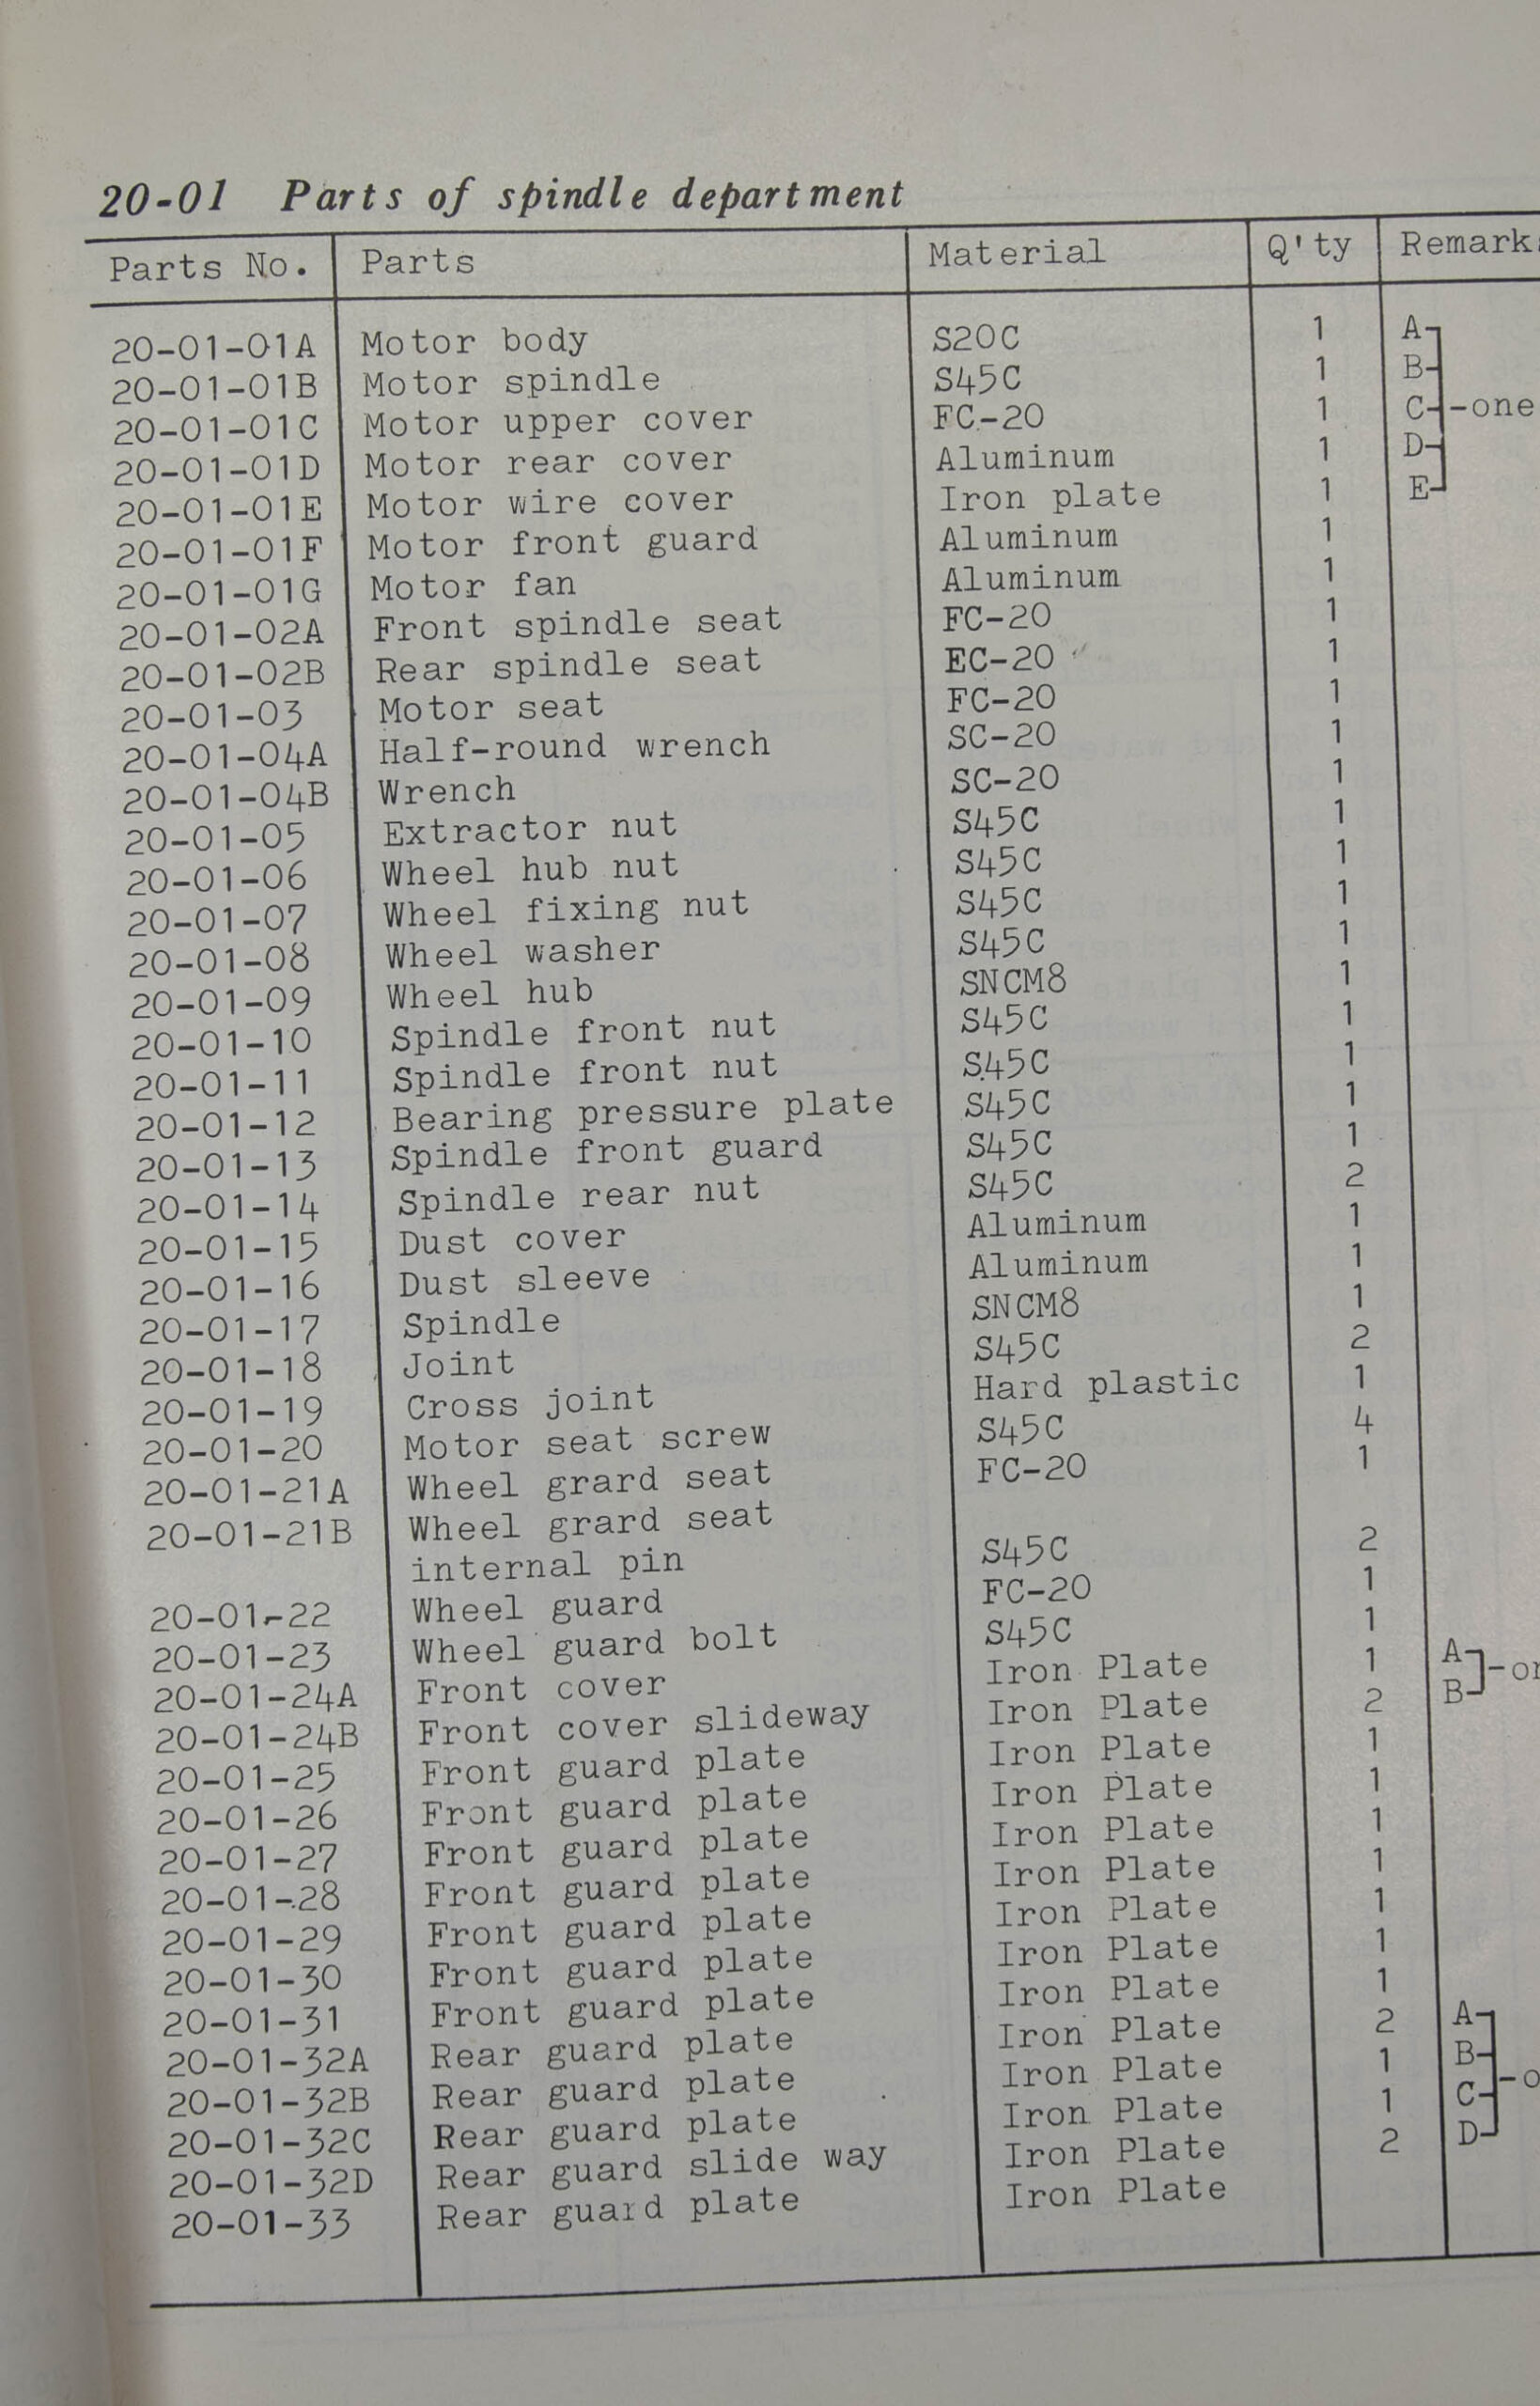 20-01 Parts of spindle department
Parts No. Parts Material Q'ty Remark
20-01-01A Motor body S20C 1 A
20-01-01B Motor spindle S45C 1 B
20-01-01C Motor upper cover FC-20 1 C -one
20-01-01D Motor rear cover Aluminum 1 D
20-01-01E Motor wire cover Iron plate 1 E
20-01-01F Motor front guard Aluminum 1
20-01-01G Motor fan Aluminum 1
20-01-02A Front spindle seat FC-20 1
20-01-02B Rear spindle seat EC-20 1
20-01-03 Motor seat FC-20 1
20-01-04A Half-round wrench SC-20 1
20-01-04B Wrench SC-20 1
20-01-05 Extractor nut S45C 1
20-01-06 Wheel hub nut S45C 1
20-01-07 Wheel fixing nut S45C 1
20-01-08 Wheel washer S45C 1
20-01-09 Wheel hub SNCM8 1
20-01-10 Spindle front nut S45C 1
20-01-11 Spindle front nut S45C 1
20-01-12 Bearing pressure plate S45C 1
20-01-13 Spindle front guard S45C 1
20-01-14 Spindle rear nut S45C 2
20-01-15 Dust cover Aluminum 1
20-01-16 Dust sleeve Aluminum 1
20-01-17 Spindle SNCM8 1
20-01-18 Joint S45C 2
20-01-19 Cross joint Hard plastic 1
20-01-20 Motor seat screw S45C 4
20-01-21A Wheel grard seat FC-20 1
20-01-21B Wheel grard seat
internal pin S45C 2
20-01-22 Wheel guard FC-20 1
20-01-23 Wheel guard bolt S45C 1
20-01-24A Front cover Iron Plate 1 A
20-01-24B Front cover slideway Iron Plate 2 B
20-01-25 Front guard plate Iron Plate 1
20-01-26 Front guard plate Iron Plate 1
20-01-27 Front guard plate Iron Plate 1
20-01-28 Front guard plate Iron Plate 1
20-01-29 Front guard plate Iron Plate 1
20-01-30 Front guard plate Iron Plate 1
20-01-31 Front guard plate Iron Plate 1
20-01-32A Rear guard plate Iron Plate 2 A
20-01-32B Rear guard plate Iron Plate 1 B
20-01-32C Rear guard plate Iron Plate 1 C
20-01-32D Rear guard slide way Iron Plate 2 D
20-01-33 Rear guard plate Iron Plate